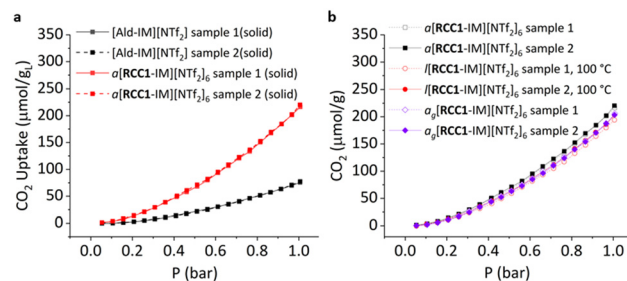 a
[Ald-IM][NTf2] sample 1(solid)
[Ald-IM][NTf2] sample 2(solid)
a[RCC1-IM][NTf2]6 sample 1 (solid)
a[RCC1-IM][NTf2]6 sample 2 (solid)
CO2 Uptake (μmol/gL)
350
300
250
200
150
100
50
0
0.0 0.2 0.4 0.6 0.8 1.0
P (bar)
b
a[RCC1-IM][NTf2]6 sample 1
a[RCC1-IM][NTf2]6 sample 2
l[RCC1-IM][NTf2]6 sample 1, 100 °C
l[RCC1-IM][NTf2]6 sample 2, 100 °C
ag[RCC1-IM][NTf2]6 sample 1
ag[RCC1-IM][NTf2]6 sample 2
CO2 (μmol/g)
350
300
250
200
150
100
50
0
0.0 0.2 0.4 0.6 0.8 1.0
P (bar)